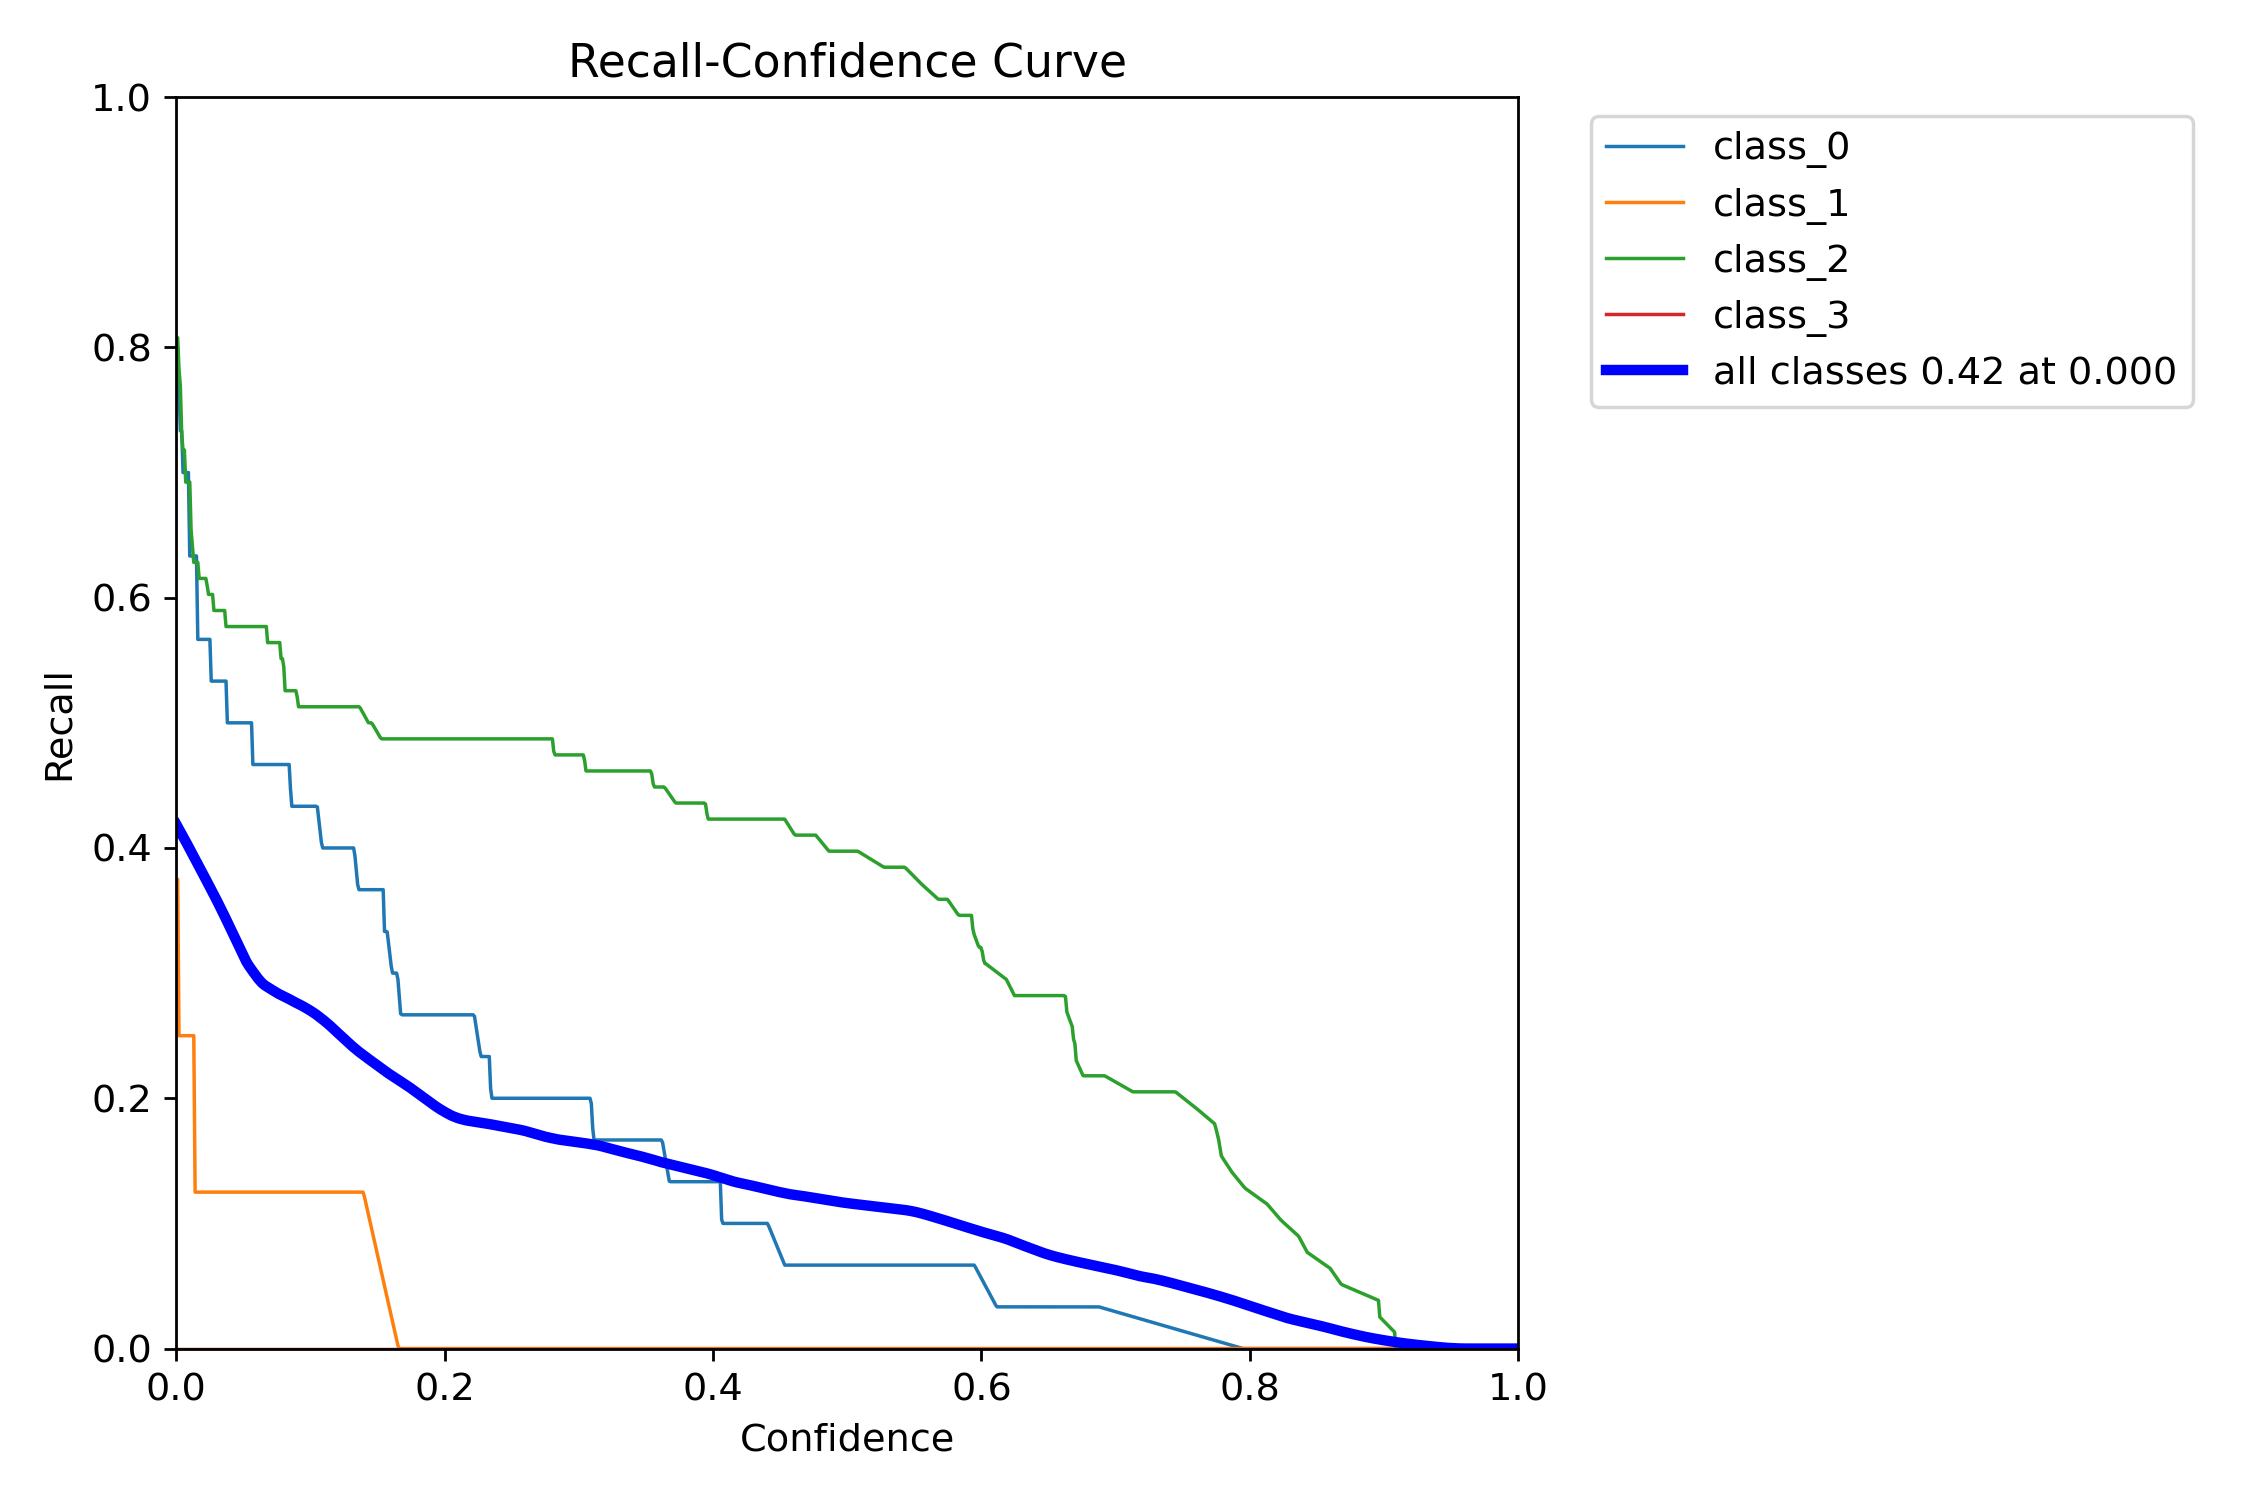 Recall-Confidence Curve
1.0
0.8
0.6
0.4
0.2
0.0
Recall
0.0 0.2 0.4 0.6 0.8 1.0
Confidence
class_0
class_1
class_2
class_3
all classes 0.42 at 0.000